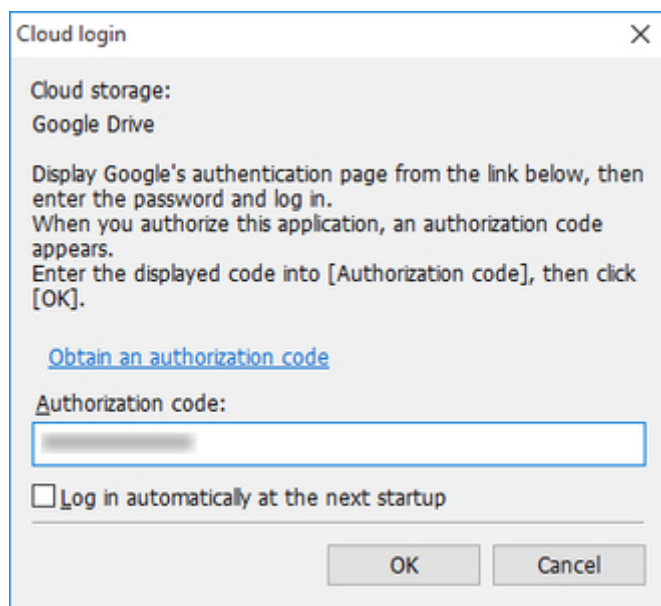 Cloud login
Cloud storage:
Google Drive
Display Google's authentication page from the link below, then
enter the password and log in.
When you authorize this application, an authorization code
appears.
Enter the displayed code into [Authorization code], then click
[OK].
Obtain an authorization code
Authorization code:
Log in automatically at the next startup
OK
Cancel